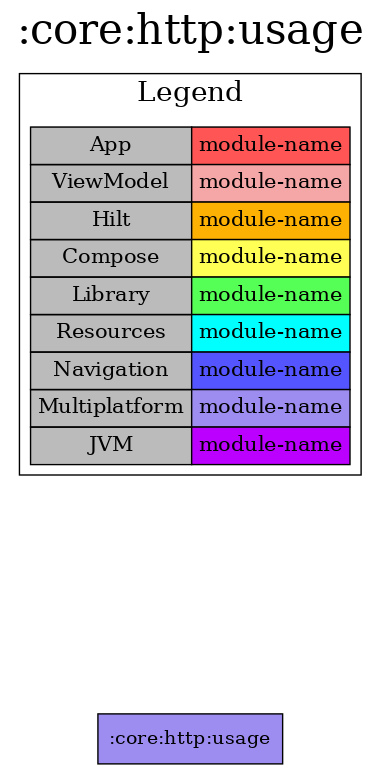 :core:http:usage
Legend
App module-name
ViewModel module-name
Hilt module-name
Compose module-name
Library module-name
Resources module-name
Navigation module-name
Multiplatform module-name
JVM module-name
:core:http:usage